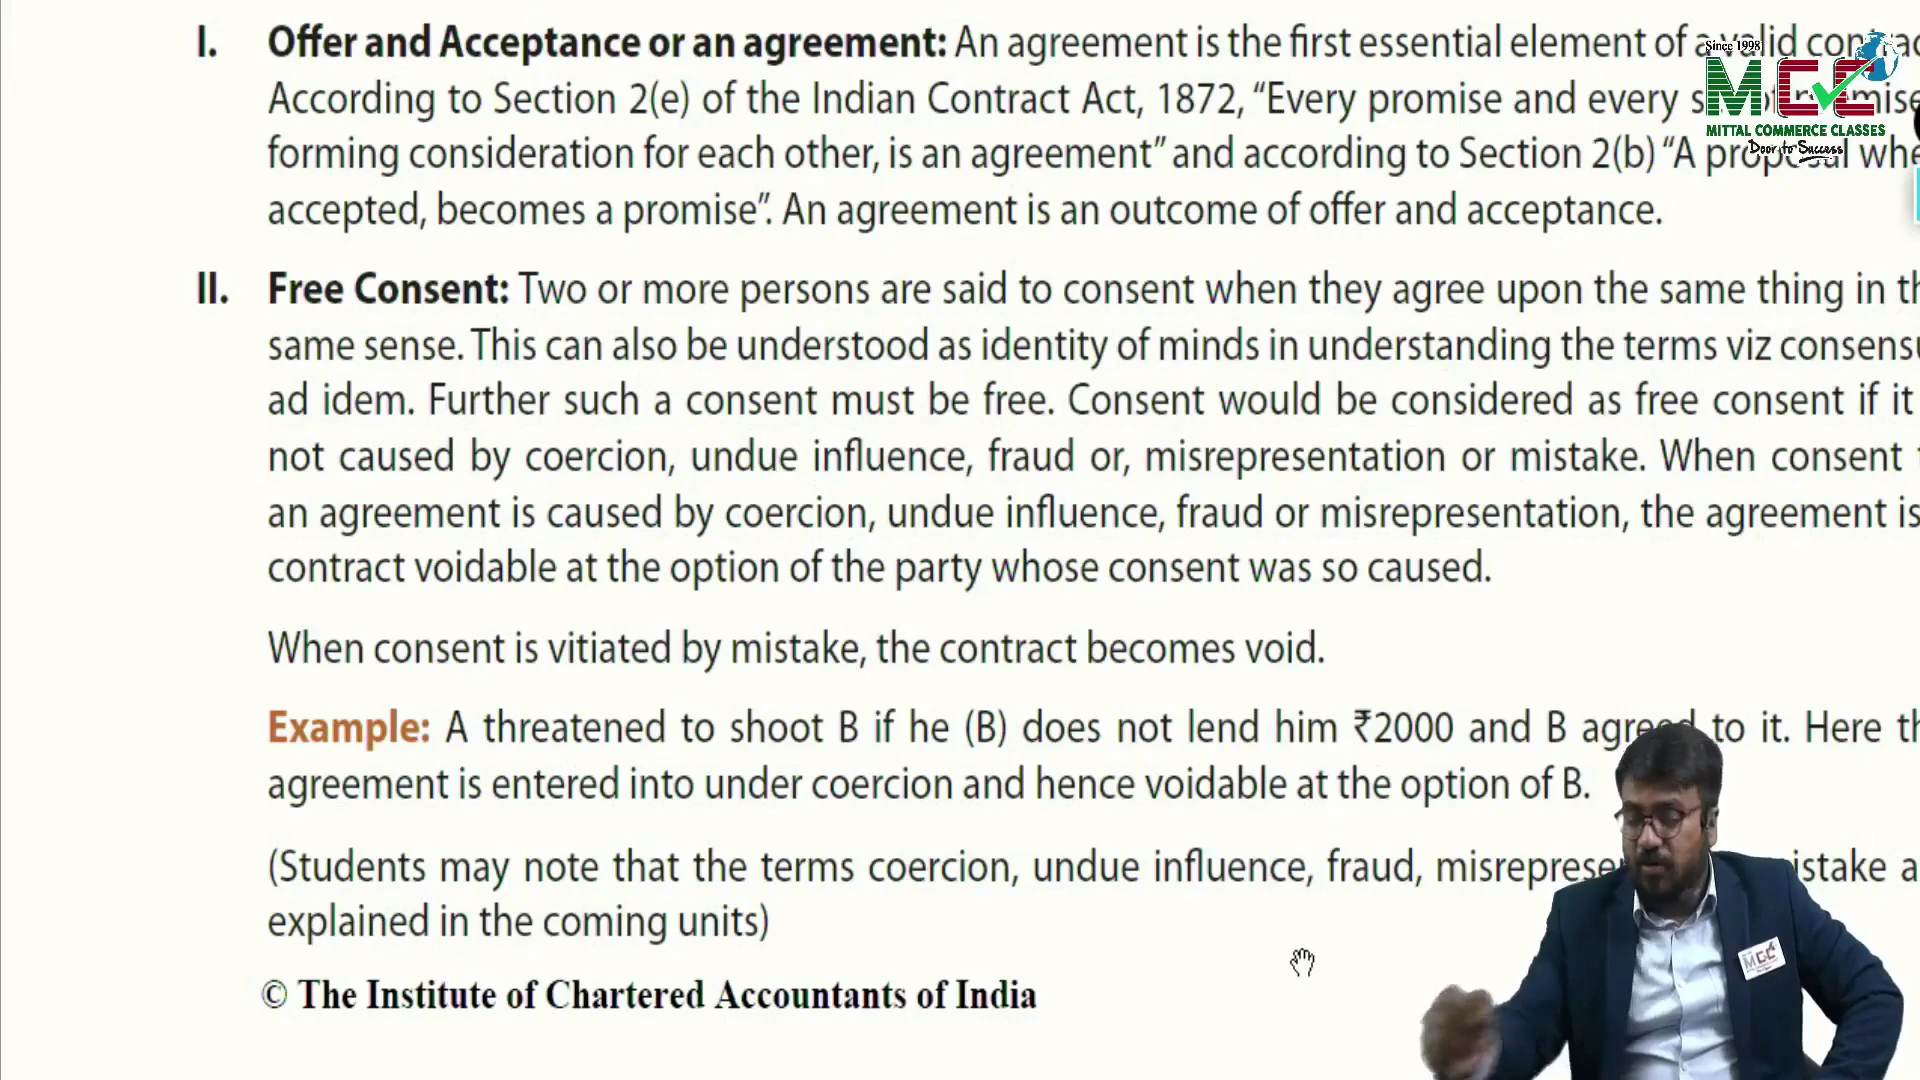 I. Offer and Acceptance or an agreement: An agreement is the first essential element of a valid
According to Section 2(e) of the Indian Contract Act, 1872, “Every promise and every
forming consideration for each other, is an agreement” and according to Section 2(b) “A proposal
accepted, becomes a promise”. An agreement is an outcome of offer and acceptance.
Since 1998
MCC
MITTAL COMMERCE CLASSES
Door to Success
II. Free Consent: Two or more persons are said to consent when they agree upon the same thing in
same sense. This can also be understood as identity of minds in understanding the terms viz
ad idem. Further such a consent must be free. Consent would be considered as free consent if it
not caused by coercion, undue influence, fraud or, misrepresentation or mistake. When consent
an agreement is caused by coercion, undue influence, fraud or misrepresentation, the agreement is
contract voidable at the option of the party whose consent was so caused.
When consent is vitiated by mistake, the contract becomes void.
Example: A threatened to shoot B if he (B) does not lend him ₹2000 and B agreed to it. Here
agreement is entered into under coercion and hence voidable at the option of B.
(Students may note that the terms coercion, undue influence, fraud,
explained in the coming units)
© The Institute of Chartered Accountants of India
MCC